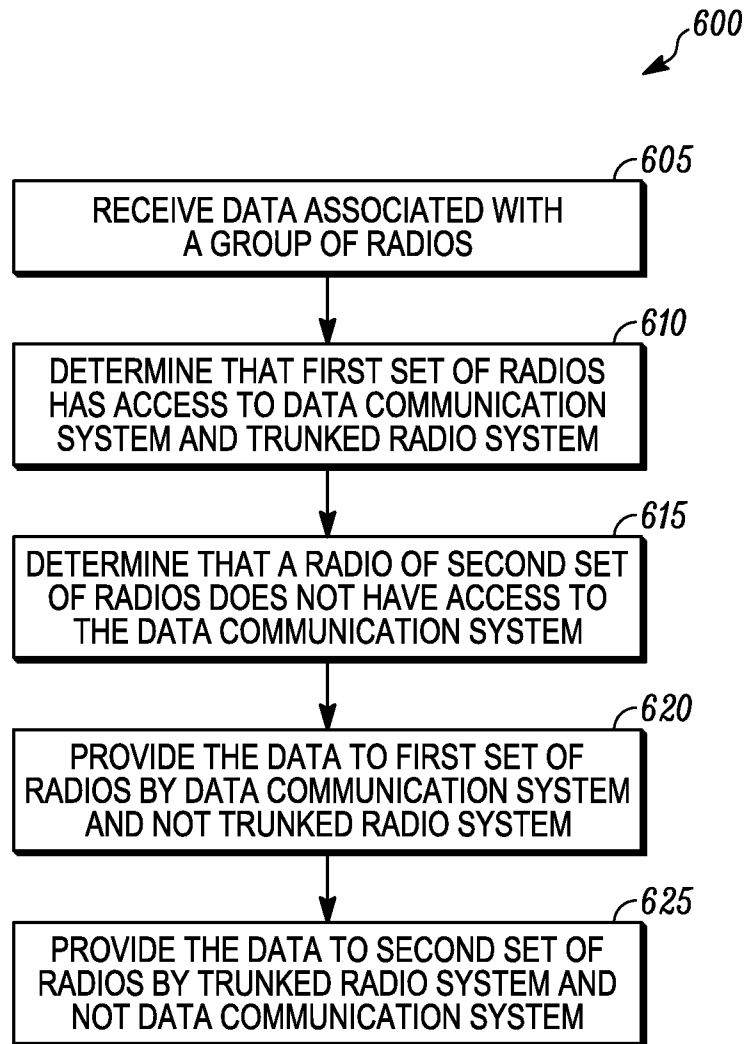 600
605
RECEIVE DATA ASSOCIATED WITH
A GROUP OF RADIOS
610
DETERMINE THAT FIRST SET OF RADIOS
HAS ACCESS TO DATA COMMUNICATION
SYSTEM AND TRUNKED RADIO SYSTEM
615
DETERMINE THAT A RADIO OF SECOND SET
OF RADIOS DOES NOT HAVE ACCESS TO
THE DATA COMMUNICATION SYSTEM
620
PROVIDE THE DATA TO FIRST SET OF
RADIOS BY DATA COMMUNICATION SYSTEM
AND NOT TRUNKED RADIO SYSTEM
625
PROVIDE THE DATA TO SECOND SET OF
RADIOS BY TRUNKED RADIO SYSTEM AND
NOT DATA COMMUNICATION SYSTEM